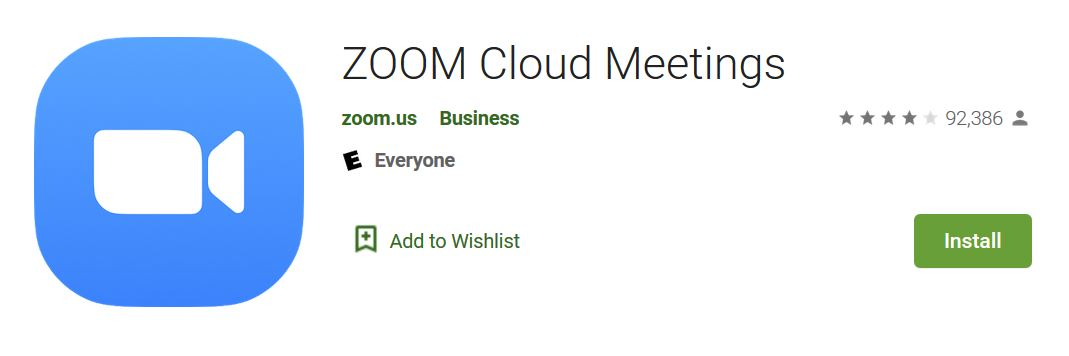 ZOOM Cloud Meetings
zoom.us Business 92,386
E Everyone
Add to Wishlist Install